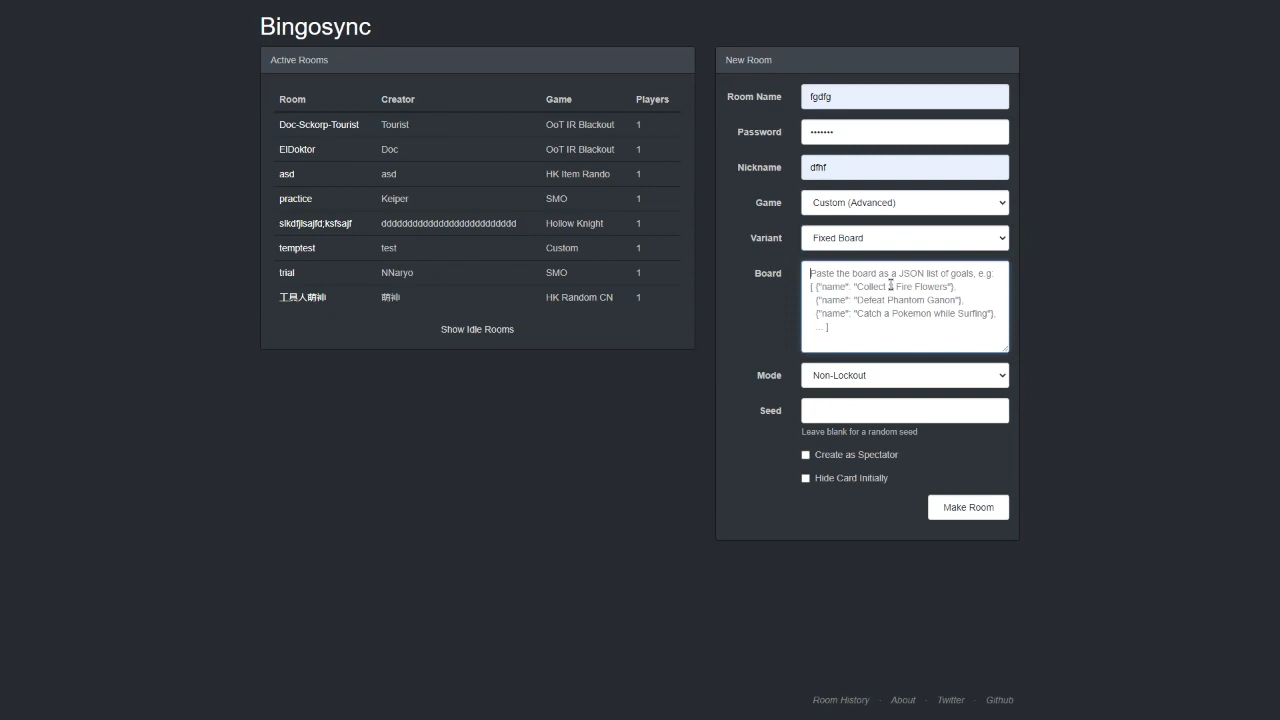 Bingosync
Active Rooms
Room Creator Game Players
Doc-Sckorp-Tourist Tourist OoT IR Blackout 1
ElDoktor Doc OoT IR Blackout 1
asd asd HK Item Rando 1
practice Keiper SMO 1
slkdfjlsajfd;ksfsajf ddddddddddddddddddddddddddd Hollow Knight 1
temptest test Custom 1
trial NNaryo SMO 1
工具人萌神 萌神 HK Random CN 1
Show Idle Rooms
New Room
Room Name fgdfg
Password •••••••
Nickname dfhf
Game Custom (Advanced)
Variant Fixed Board
Board Paste the board as a JSON list of goals, e.g:
[ {"name": "Collect Fire Flowers"},
{"name": "Defeat Phantom Ganon"},
{"name": "Catch a Pokemon while Surfing"},
... ]
Mode Non-Lockout
Seed
Leave blank for a random seed
Create as Spectator
Hide Card Initially
Make Room
Room History - About - Twitter - Github